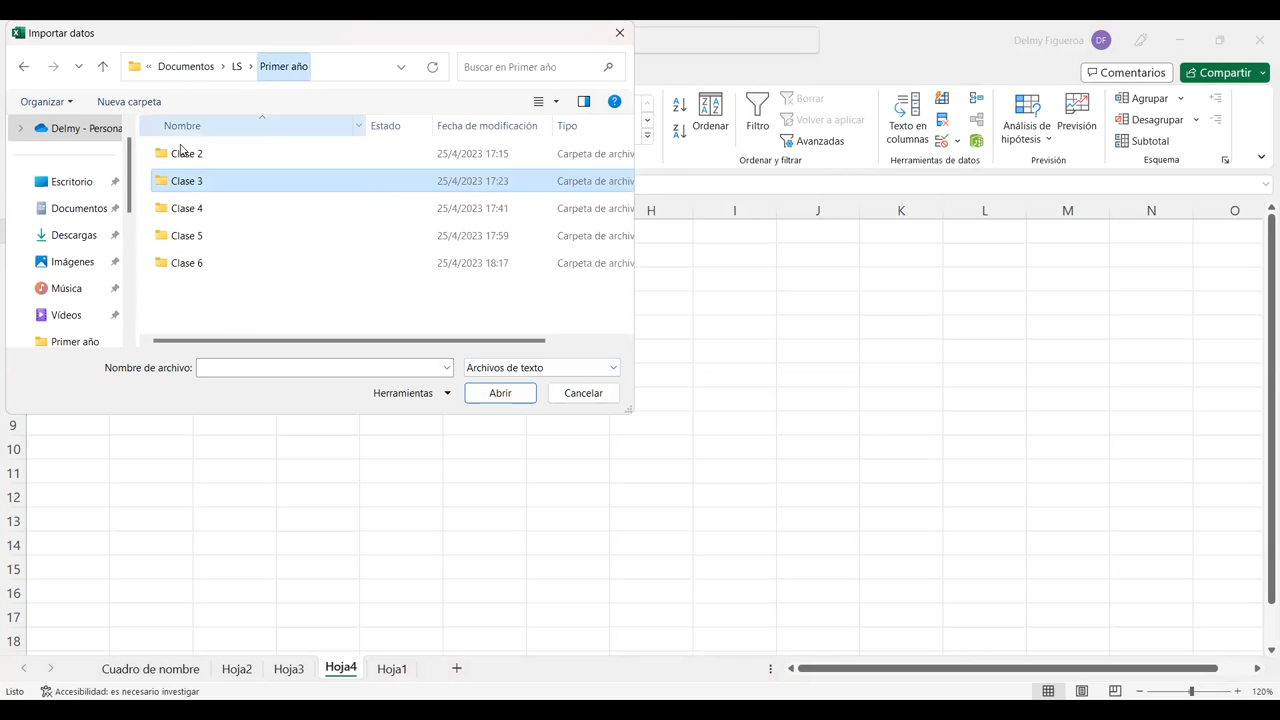 Importar datos
Delmy Figueroa DF
« Documentos > LS > Primer año
Buscar en Primer año
Comentarios
Compartir
Organizar
Nueva carpeta
Nombre
Estado
Fecha de modificación
Tipo
Delmy - Persona
Escritorio
Documentos
Descargas
Imágenes
Música
Vídeos
Primer año
Clase 2 25/4/2023 17:15 Carpeta de archiv
Clase 3 25/4/2023 17:23 Carpeta de archiv
Clase 4 25/4/2023 17:41 Carpeta de archiv
Clase 5 25/4/2023 17:59 Carpeta de archiv
Clase 6 25/4/2023 18:17 Carpeta de archiv
Nombre de archivo:
Archivos de texto
Herramientas
Abrir
Cancelar
Ordenar
Filtro
Borrar
Volver a aplicar
Avanzadas
Ordenar y filtrar
Texto en
columnas
Herramientas de datos
Análisis de
hipótesis
Previsión
Previsión
Agrupar
Desagrupar
Subtotal
Esquema
H I J K L M N O
9
10
11
12
13
14
15
16
17
18
Cuadro de nombre
Hoja2
Hoja3
Hoja4
Hoja1
Listo
Accesibilidad: es necesario investigar
120%